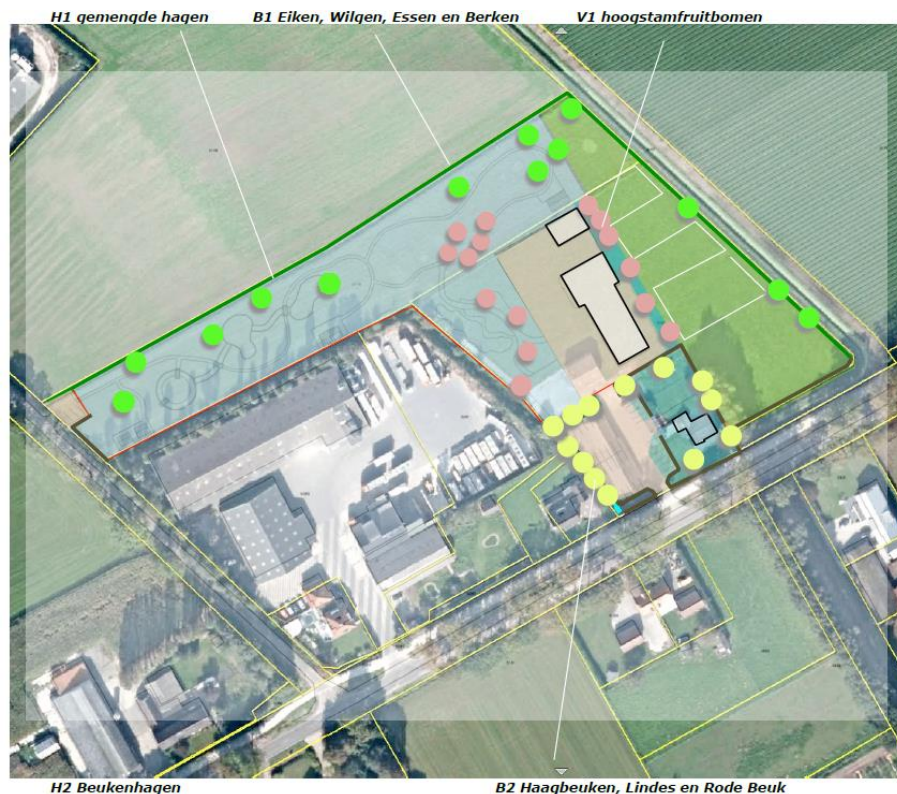 H1 gemengde hagen
B1 Eiken, Wilgen, Essen en Berken
V1 hoogstamfruitbomen
H2 Beukenhagen
B2 Haagbeuken, Lindes en Rode Beuk